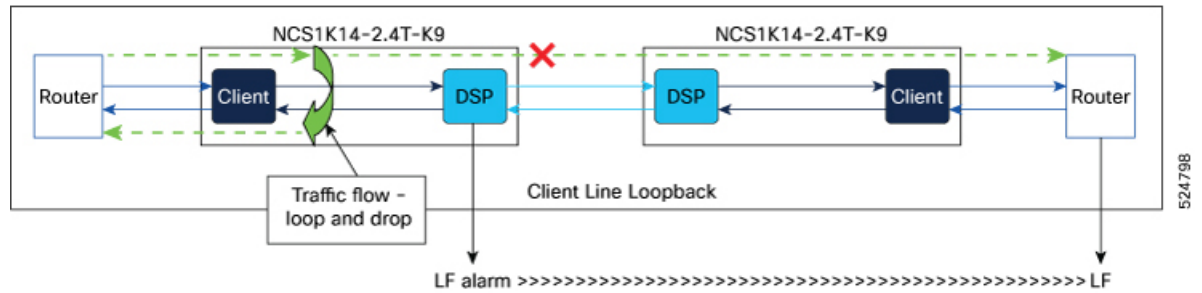 NCS1K14-2.4T-K9
NCS1K14-2.4T-K9
Router
Client
DSP
DSP
Client
Router
Traffic flow -
loop and drop
Client Line Loopback
524798
LF alarm >>>>>>>>>>>>>>>>>>>>>>>>>>>>>>>>>>>>>>>>>>>>>>>>>>>>>>>>>>> LF